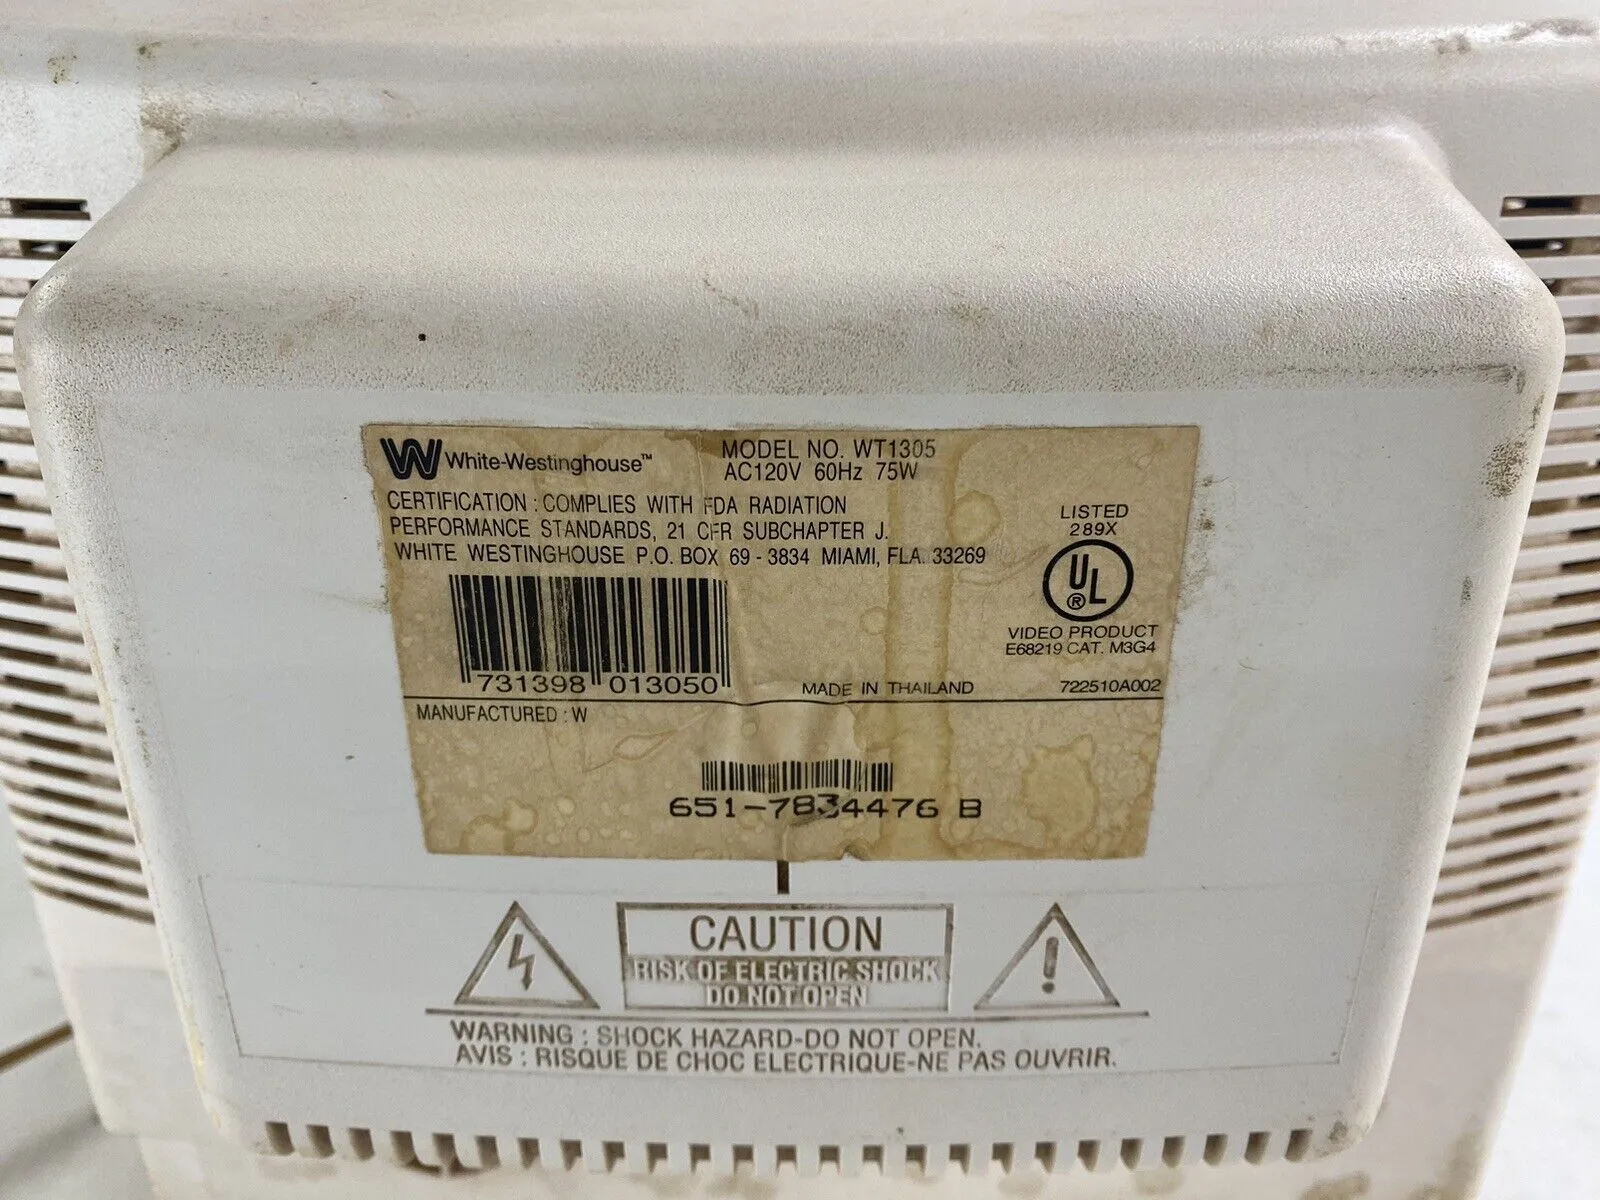 White-Westinghouse™
MODEL NO. WT1305
AC120V 60Hz 75W
CERTIFICATION : COMPLIES WITH FDA RADIATION
PERFORMANCE STANDARDS, 21 CFR SUBCHAPTER J.
WHITE WESTINGHOUSE P.O. BOX 69 - 3834 MIAMI, FLA. 33269
LISTED
289X
UL ®
VIDEO PRODUCT
E68219 CAT. M3G4
731398 013050
MADE IN THAILAND
722510A002
MANUFACTURED : W
651-7834476 B
CAUTION
RISK OF ELECTRIC SHOCK
DO NOT OPEN
WARNING : SHOCK HAZARD-DO NOT OPEN.
AVIS : RISQUE DE CHOC ELECTRIQUE-NE PAS OUVRIR.